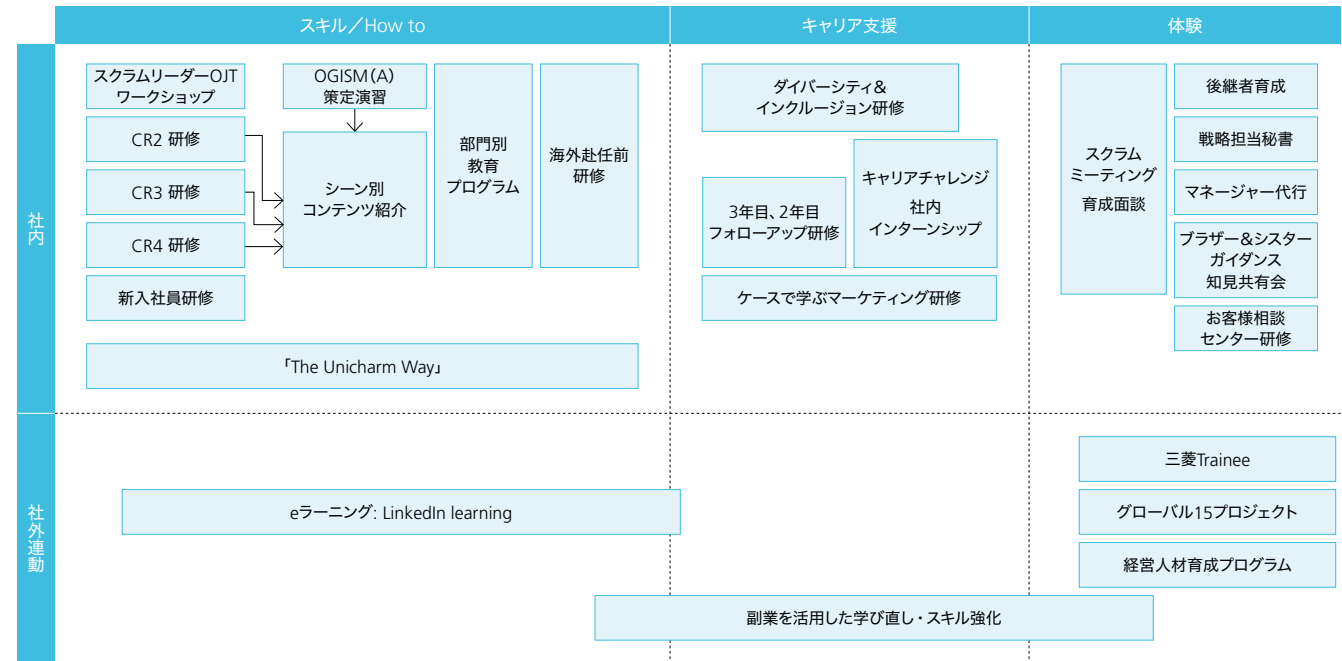 スキル／How to
キャリア支援
体験
社内
スクラムリーダーOJT
ワークショップ
CR2 研修
CR3 研修
CR4 研修
新入社員研修
OGISM（A）
策定演習
シーン別
コンテンツ紹介
部門別
教育
プログラム
海外赴任前
研修
「The Unicharm Way」
ダイバーシティ＆
インクルージョン研修
3年目、2年目
フォローアップ研修
キャリアチャレンジ
社内
インターンシップ
ケースで学ぶマーケティング研修
スクラム
ミーティング
育成面談
後継者育成
戦略担当秘書
マネージャー代行
ブラザー＆シスター
ガイダンス
知見共有会
お客様相談
センター研修
社外連動
eラーニング: LinkedIn learning
三菱Trainee
グローバル15プロジェクト
経営人材育成プログラム
副業を活用した学び直し・スキル強化